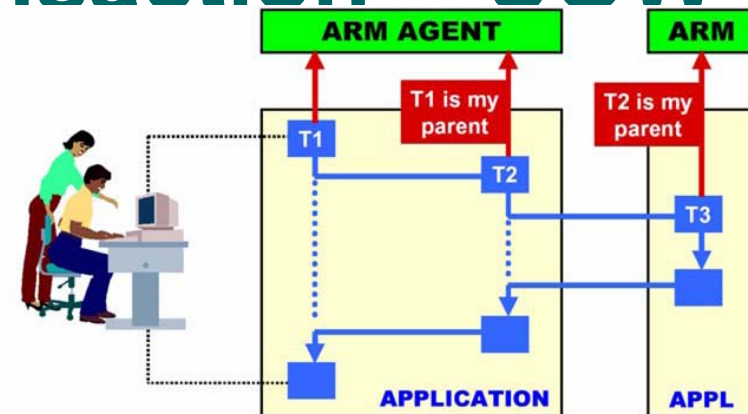 ARM AGENT
ARM
T1 is my
parent
T2 is my
parent
T1
T2
T3
APPLICATION
APPL